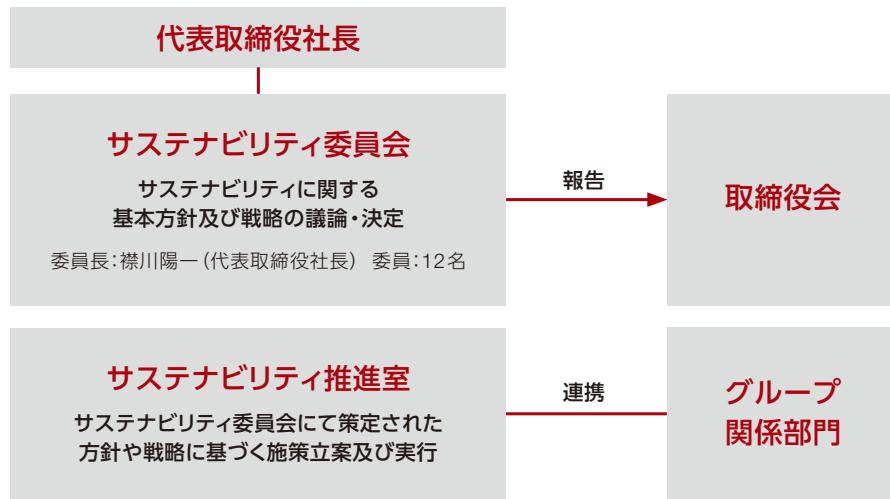 代表取締役社長
サステナビリティ委員会
サステナビリティに関する
基本方針及び戦略の議論・決定
委員長：襟川陽一（代表取締役社長）　委員：12名
報告
取締役会
サステナビリティ推進室
サステナビリティ委員会にて策定された
方針や戦略に基づく施策立案及び実行
連携
グループ
関係部門